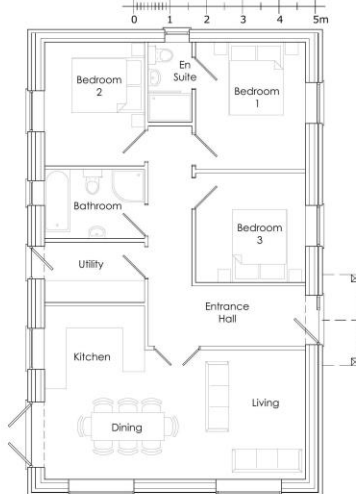 0 1 2 3 4 5m
En
Suite
Bedroom
2
Bedroom
1
Bathroom
Bedroom
3
Utility
Entrance
Hall
Kitchen
Living
Dining